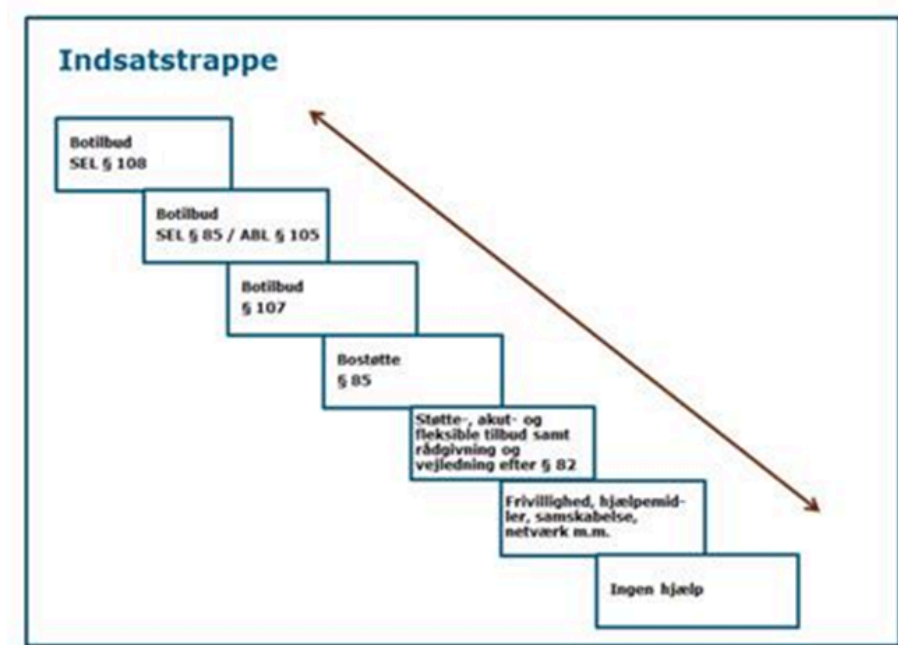 Indsatstrappe
Botilbud
SEL § 108
Botilbud
SEL § 85 / ABL § 105
Botilbud
§ 107
Bostøtte
§ 85
Støtte-, akut- og
fleksible tilbud samt
rådgivning og
vejledning efter § 82
Frivillighed, hjælpemid-
ler, samskabelse,
netværk m.m.
Ingen hjælp